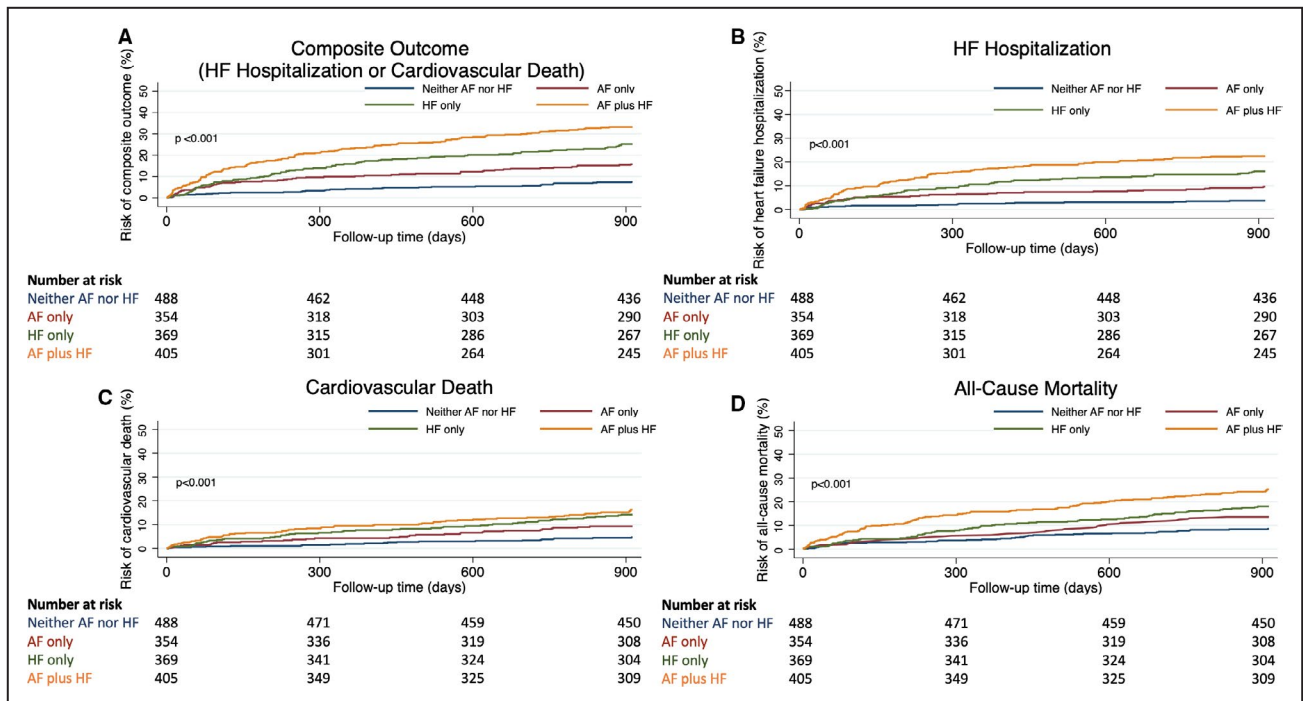 A
Composite Outcome
(HF Hospitalization or Cardiovascular Death)
Neither AF nor HF AF only
HF only AF plus HF
Risk of composite outcome (%)
50
40
30
20
10
0
p <0.001
0 300 600 900
Follow-up time (days)
Number at risk
Neither AF nor HF 488 462 448 436
AF only 354 318 303 290
HF only 369 315 286 267
AF plus HF 405 301 264 245
B
HF Hospitalization
Neither AF nor HF AF only
HF only AF plus HF
Risk of heart failure hospitalization (%)
50
40
30
20
10
0
p<0.001
0 300 600 900
Follow-up time (days)
Number at risk
Neither AF nor HF 488 462 448 436
AF only 354 318 303 290
HF only 369 315 286 267
AF plus HF 405 301 264 245
C
Cardiovascular Death
Neither AF nor HF AF only
HF only AF plus HF
Risk of cardiovascular death (%)
50
40
30
20
10
0
p<0.001
0 300 600 900
Follow-up time (days)
Number at risk
Neither AF nor HF 488 471 459 450
AF only 354 336 319 308
HF only 369 341 324 304
AF plus HF 405 349 325 309
D
All-Cause Mortality
Neither AF nor HF AF only
HF only AF plus HF
Risk of all-cause mortality (%)
50
40
30
20
10
0
p<0.001
0 300 600 900
Follow-up time (days)
Number at risk
Neither AF nor HF 488 471 459 450
AF only 354 336 319 308
HF only 369 341 324 304
AF plus HF 405 349 325 309